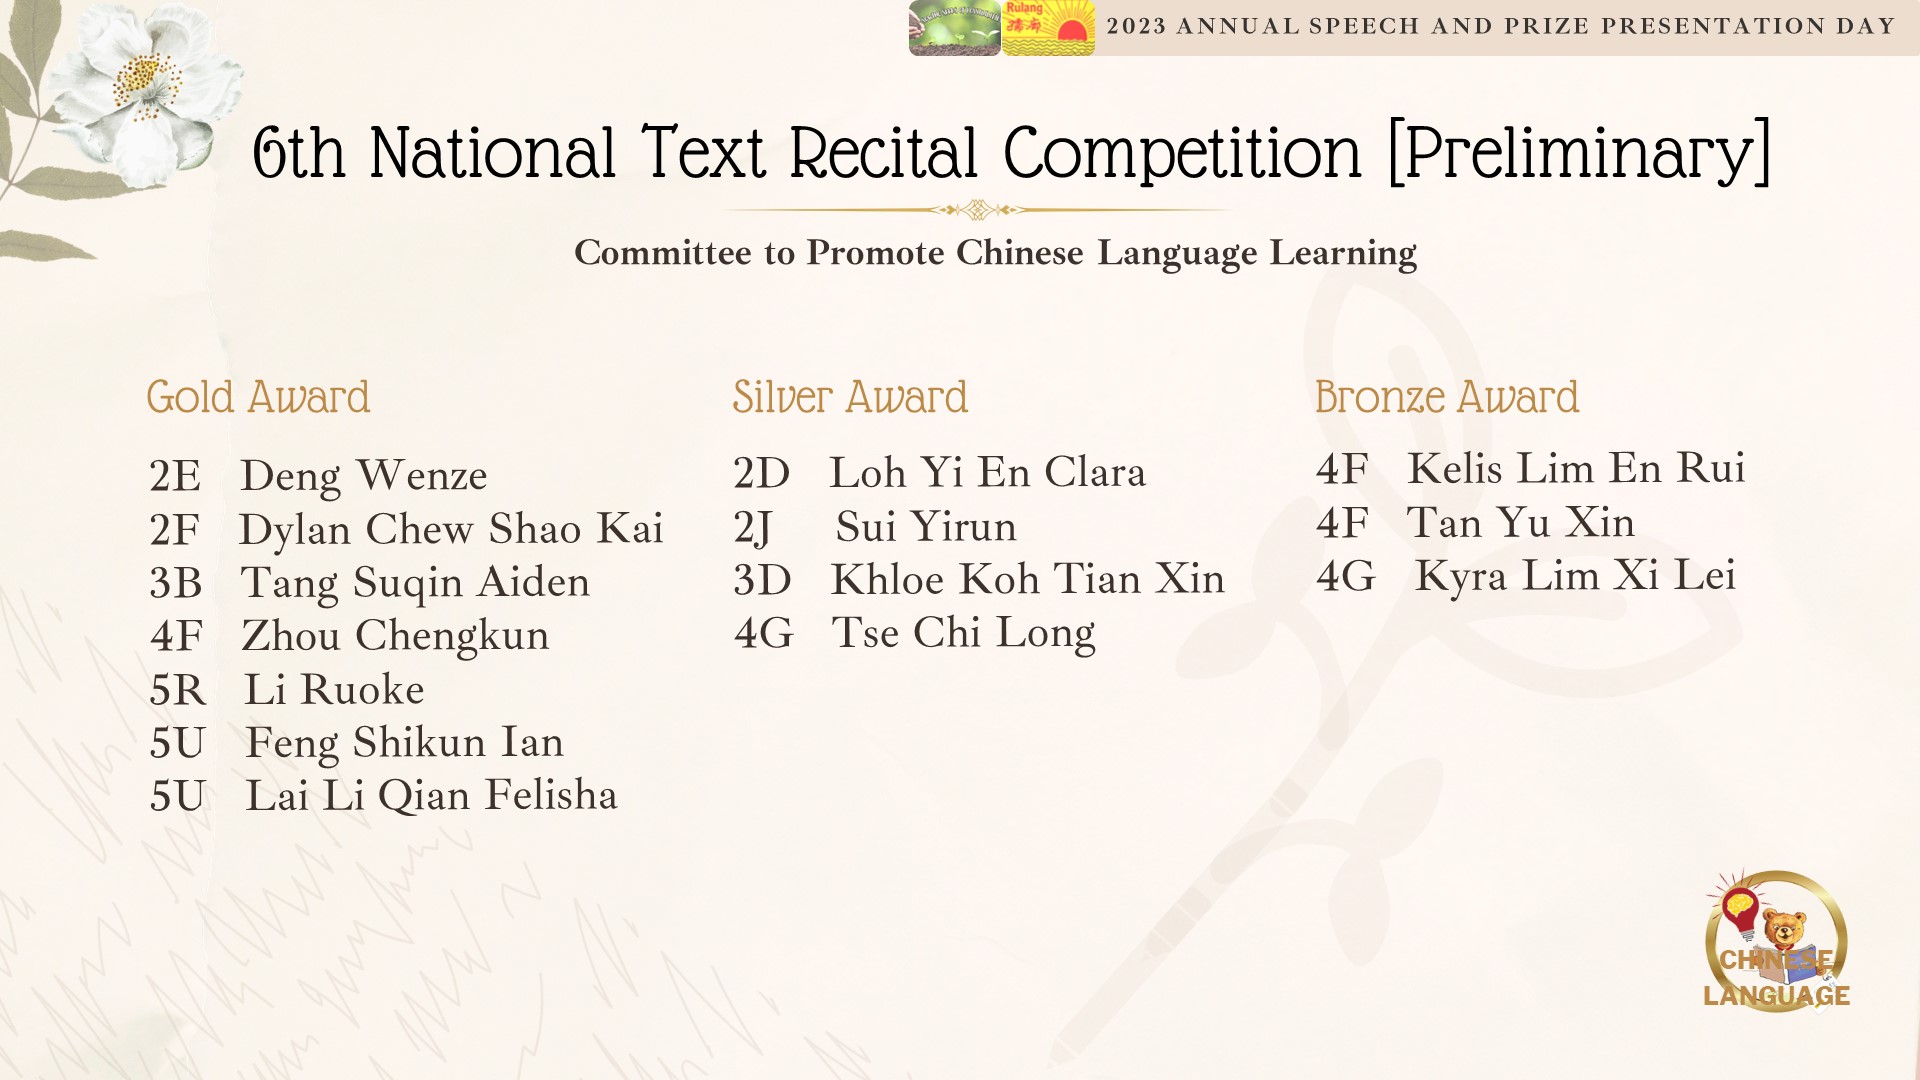 Rulang
2023 ANNUAL SPEECH AND PRIZE PRESENTATION DAY
6th National Text Recital Competition [Preliminary]
Committee to Promote Chinese Language Learning
Gold Award
2E Deng Wenze
2F Dylan Chew Shao Kai
3B Tang Suqin Aiden
4F Zhou Chengkun
5R Li Ruoke
5U Feng Shikun Ian
5U Lai Li Qian Felisha
Silver Award
2D Loh Yi En Clara
2J Sui Yirun
3D Khloe Koh Tian Xin
4G Tse Chi Long
Bronze Award
4F Kelis Lim En Rui
4F Tan Yu Xin
4G Kyra Lim Xi Lei
CHINESE
LANGUAGE